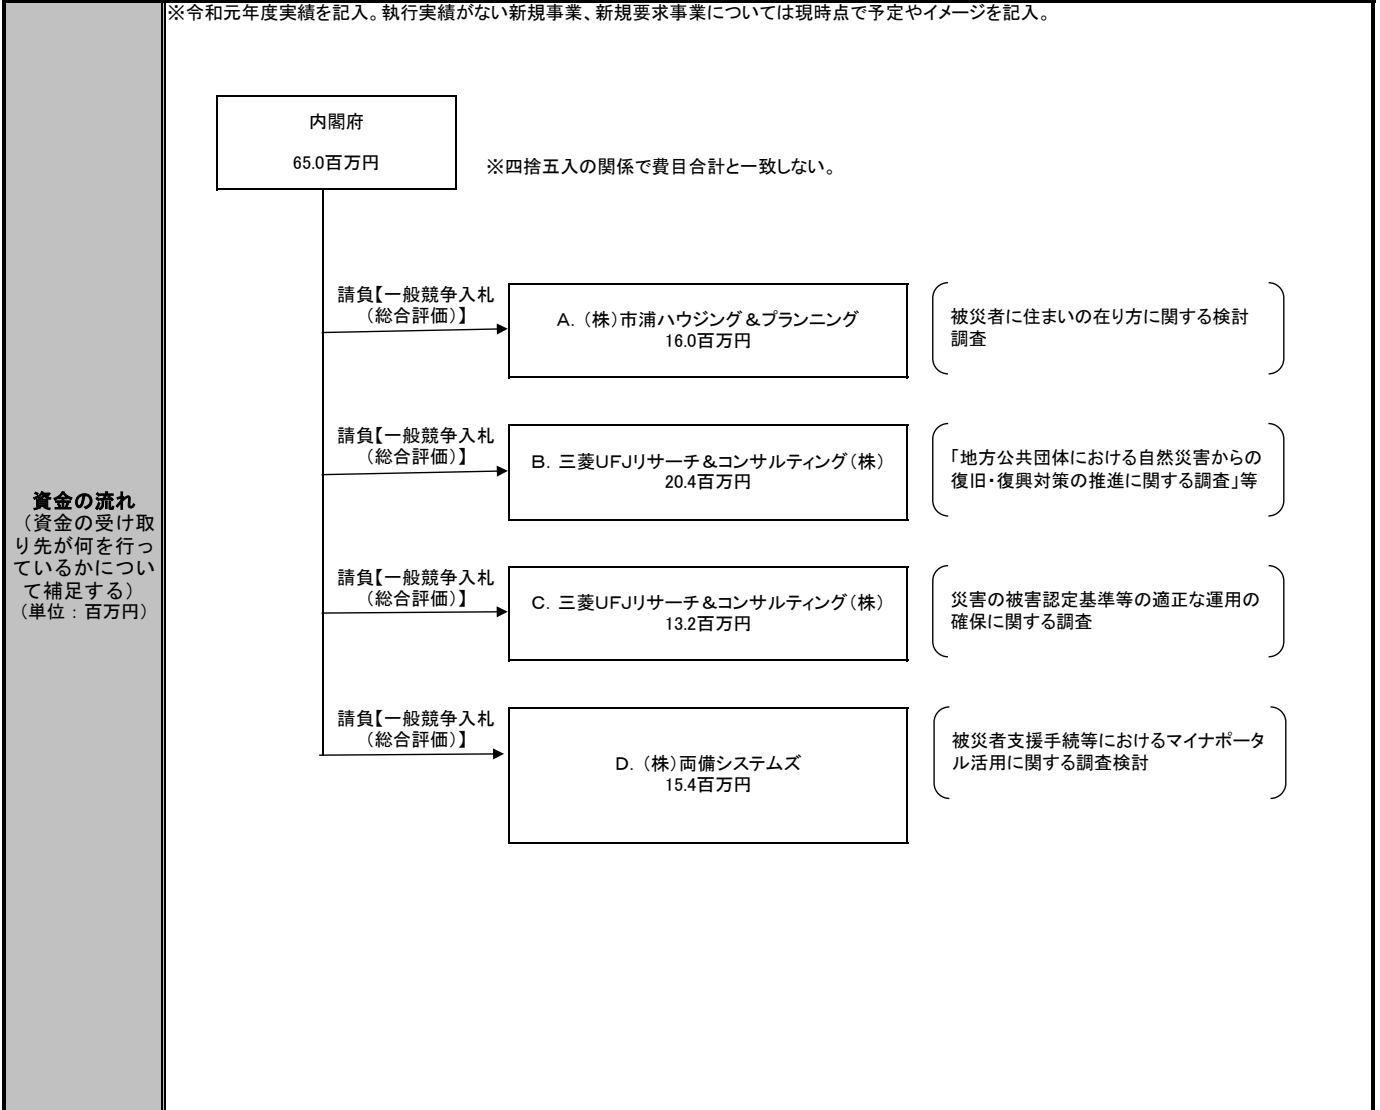 ※令和元年度実績を記入。執行実績がない新規事業、新規要求事業については現時点で予定やイメージを記入。
資金の流れ
（資金の受け取
り先が何を行っ
ているかについ
て補足する）
（単位：百万円）
内閣府
65.0百万円
※四捨五入の関係で費目合計と一致しない。
請負【一般競争入札
（総合評価）】
A．（株）市浦ハウジング＆プランニング
16.0百万円
被災者に住まいの在り方に関する検討
調査
請負【一般競争入札
（総合評価）】
B．三菱UFJリサーチ＆コンサルティング（株）
20.4百万円
「地方公共団体における自然災害からの
復旧・復興対策の推進に関する調査」等
請負【一般競争入札
（総合評価）】
C．三菱UFJリサーチ＆コンサルティング（株）
13.2百万円
災害の被害認定基準等の適正な運用の
確保に関する調査
請負【一般競争入札
（総合評価）】
D．（株）両備システムズ
15.4百万円
被災者支援手続等におけるマイナポータ
ル活用に関する調査検討